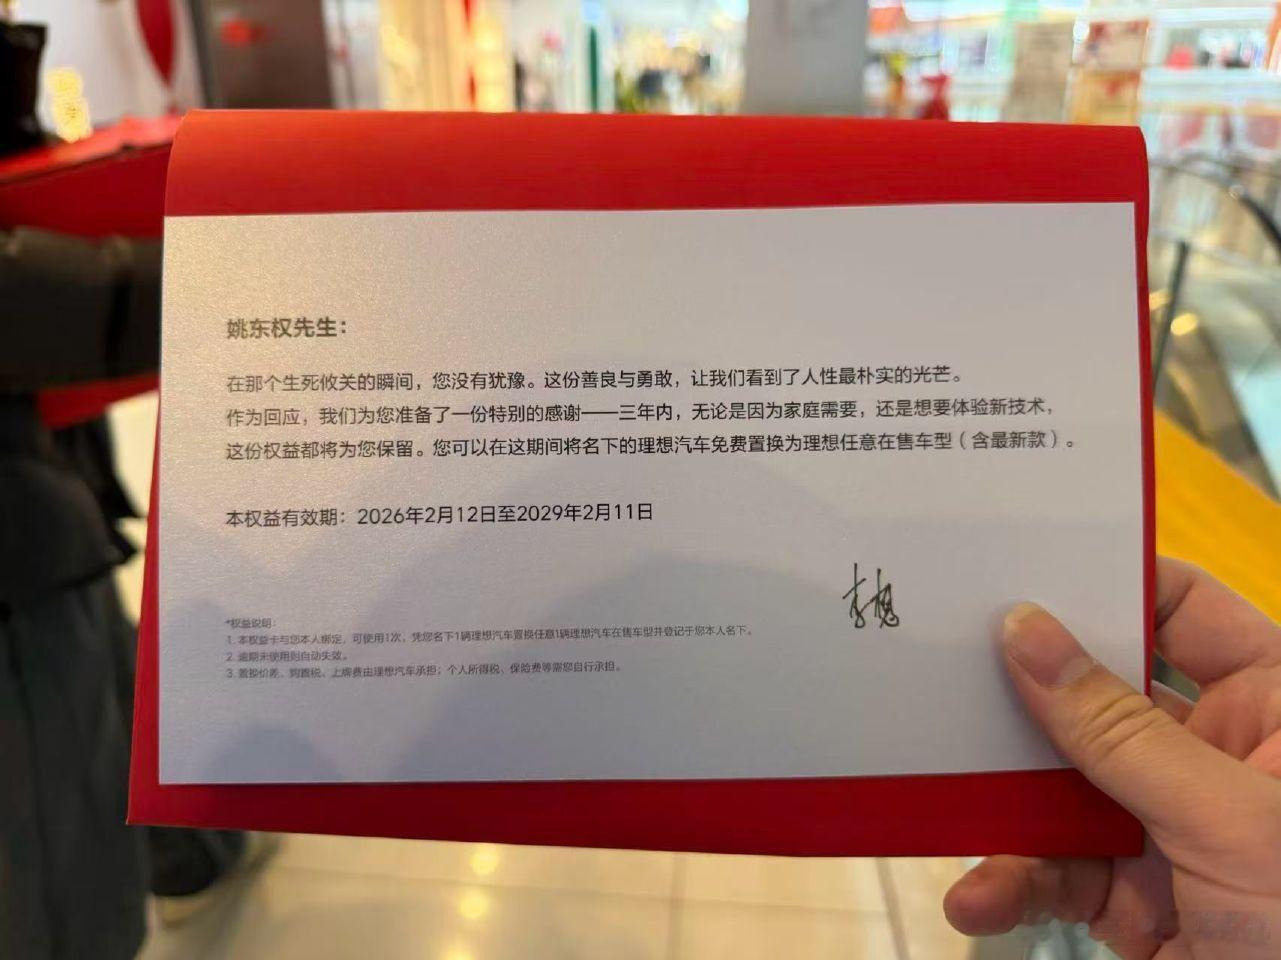 姚东权先生：
在那个生死攸关的瞬间，您没有犹豫。这份善良与勇敢，让我们看到了人性最朴实的光芒。
作为回应，我们为您准备了一份特别的感谢——三年内，无论是因为家庭需要，还是想要体验新技术，
这份权益都将为您保留。您可以在这期间将名下的理想汽车免费置换为理想任意在售车型（含最新款）。
本权益有效期：2026年2月12日至2029年2月11日
李想
*权益说明：
1. 本权益卡与您本人绑定，可使用1次，凭您名下1辆理想汽车置换任意1辆理想汽车在售车型并登记于您本人名下。
2. 逾期未使用则自动失效。
3. 置换价差、购置税、上牌费由理想汽车承担；个人所得税、保险费等需您自行承担。